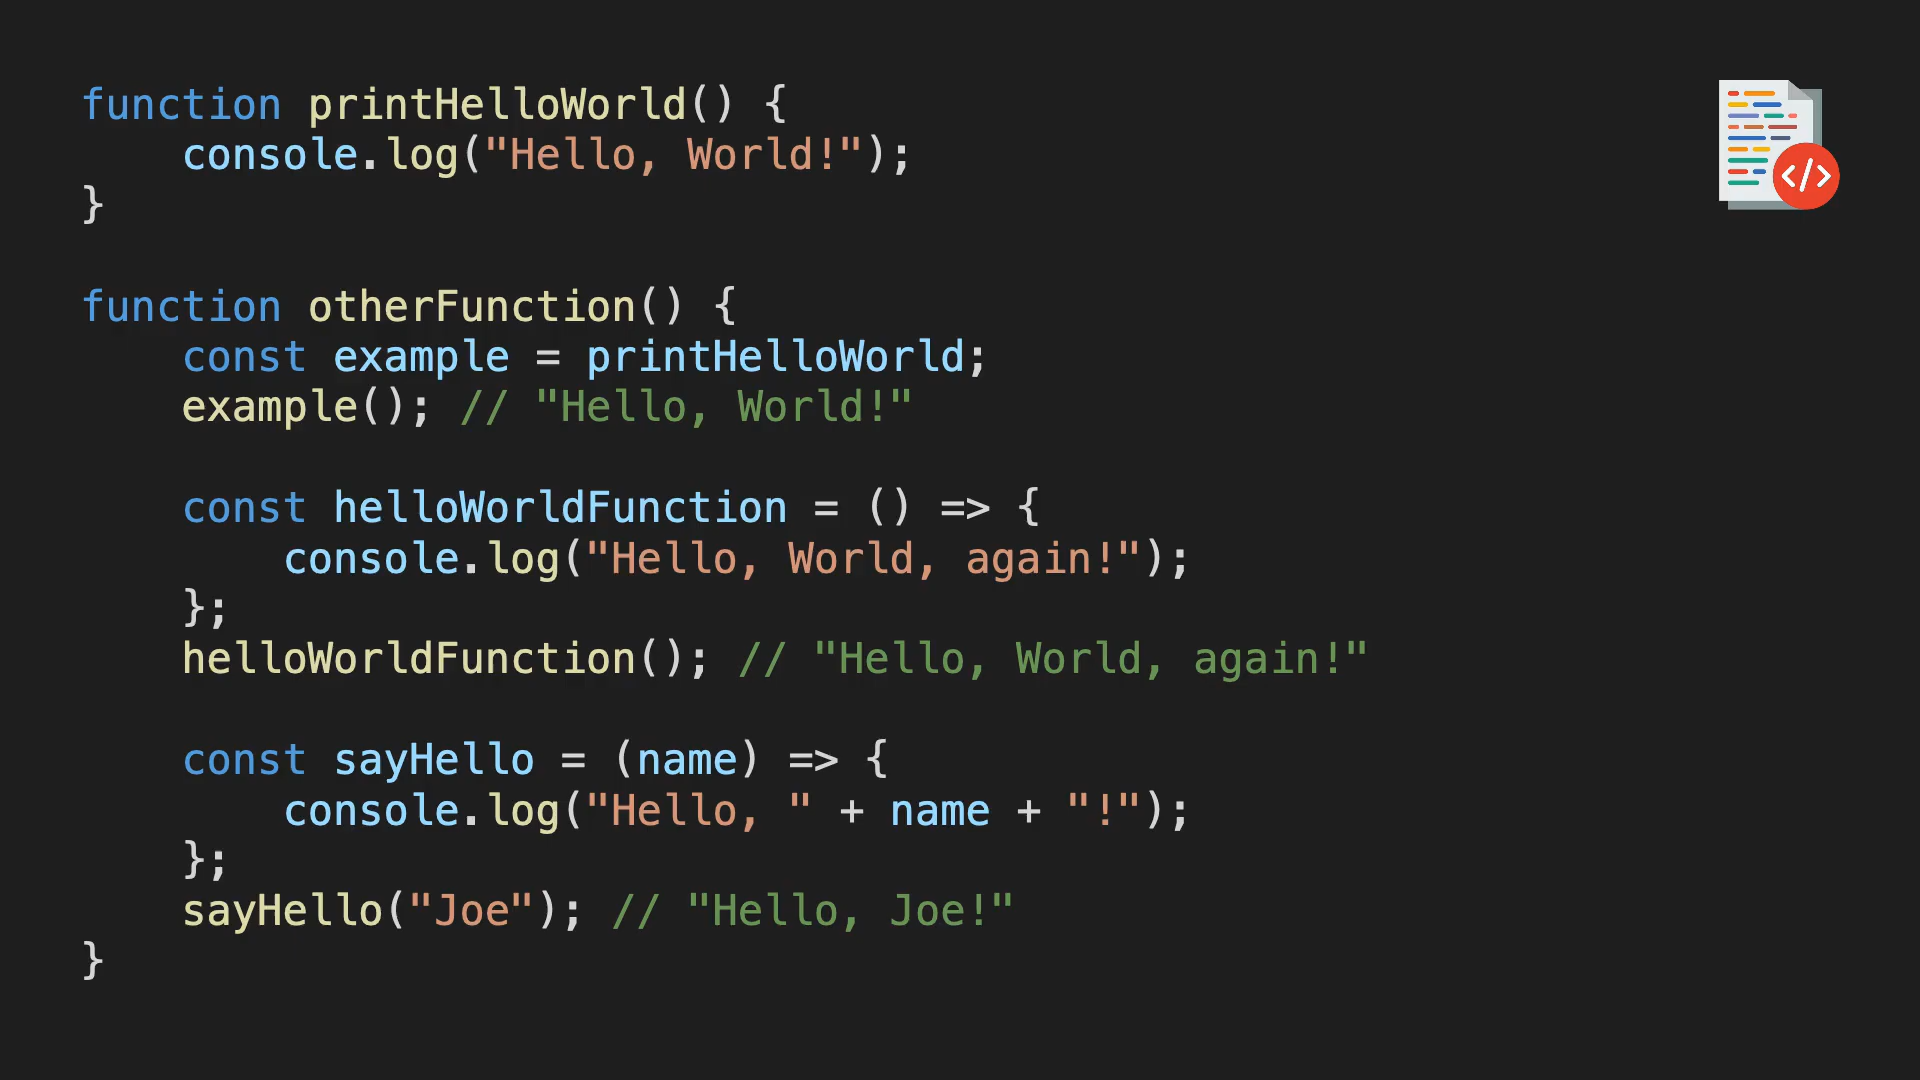 function printHelloWorld() {
    console.log("Hello, World!");
}

function otherFunction() {
    const example = printHelloWorld;
    example(); // "Hello, World!"

    const helloWorldFunction = () => {
        console.log("Hello, World, again!");
    };
    helloWorldFunction(); // "Hello, World, again!"

    const sayHello = (name) => {
        console.log("Hello, " + name + "!");
    };
    sayHello("Joe"); // "Hello, Joe!"
}